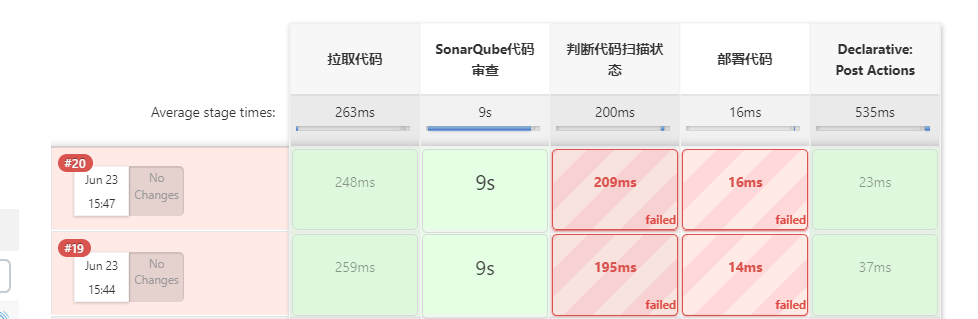 拉取代码
SonarQube代码
审查
判断代码扫描状
态
部署代码
Declarative:
Post Actions
Average stage times:
263ms
9s
200ms
16ms
535ms
#20
Jun 23
15:47
No
Changes
248ms
9s
209ms
failed
16ms
failed
23ms
#19
Jun 23
15:44
No
Changes
259ms
9s
195ms
failed
14ms
failed
37ms